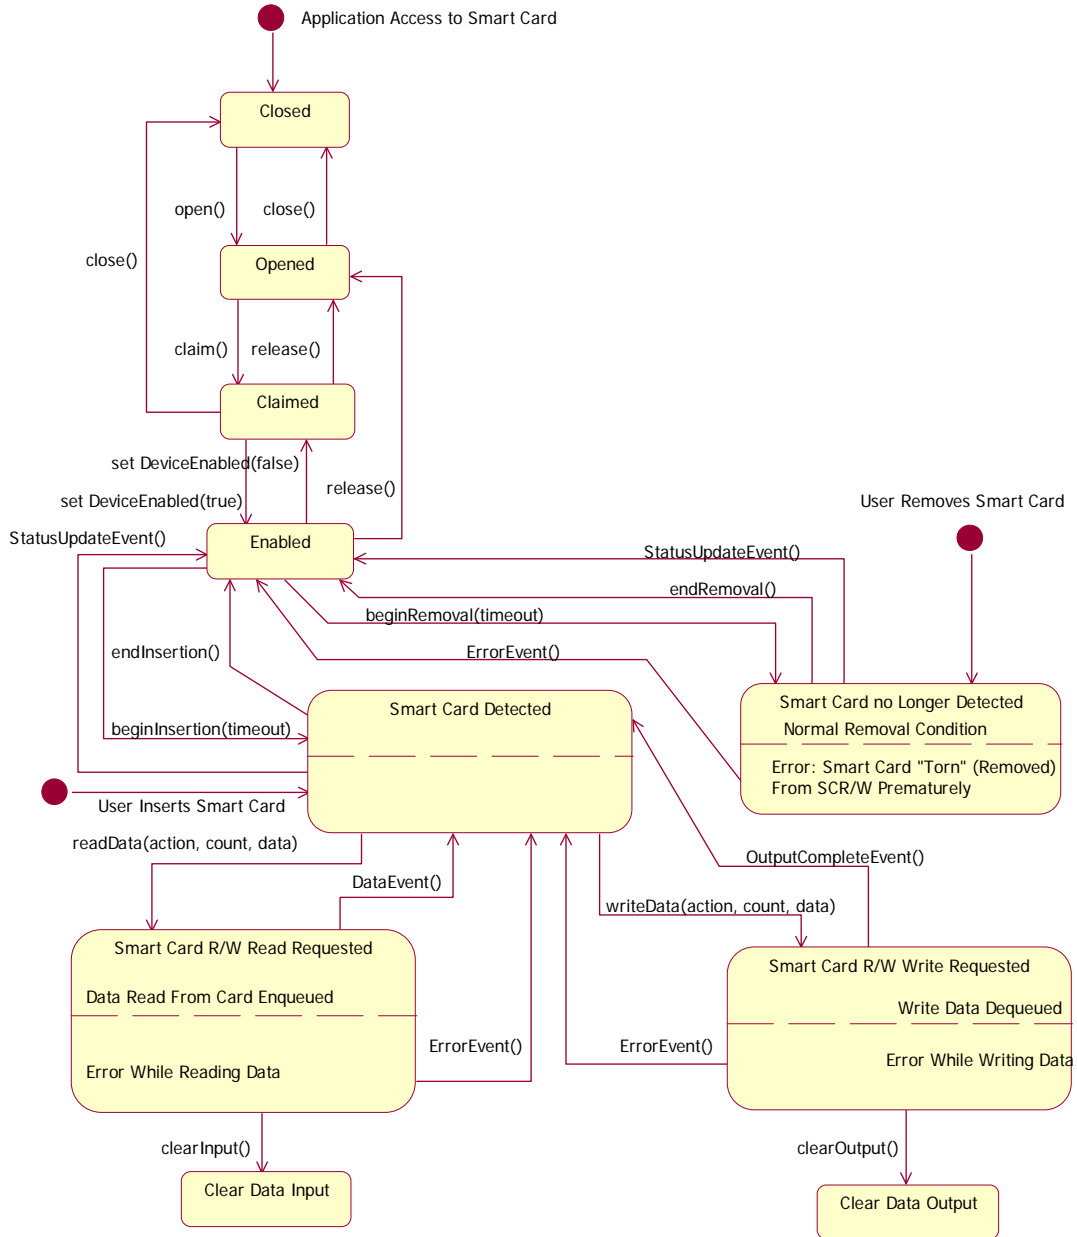 Application Access to Smart Card
Closed
open()
close()
close()
Opened
claim()
release()
Claimed
set DeviceEnabled(false)
release()
set DeviceEnabled(true)
User Removes Smart Card
StatusUpdateEvent()
Enabled
StatusUpdateEvent()
endRemoval()
beginRemoval(timeout)
endInsertion()
ErrorEvent()
Smart Card Detected
Smart Card no Longer Detected
Normal Removal Condition
beginInsertion(timeout)
Error: Smart Card "Torn" (Removed)
From SCR/W Prematurely
User Inserts Smart Card
readData(action, count, data)
OutputCompleteEvent()
DataEvent()
writeData(action, count, data)
Smart Card R/W Read Requested
Smart Card R/W Write Requested
Data Read From Card Enqueued
Write Data Dequeued
ErrorEvent()
ErrorEvent()
Error While Reading Data
Error While Writing Data
clearInput()
clearOutput()
Clear Data Input
Clear Data Output